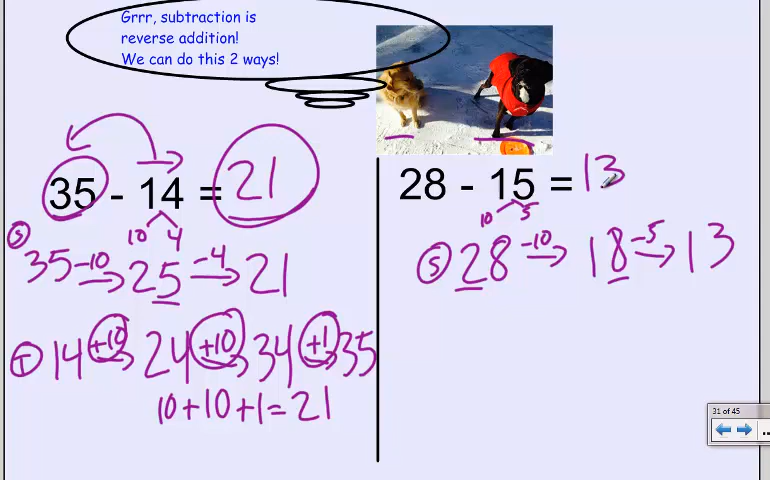 Grrr, subtraction is
reverse addition!
We can do this 2 ways!
35 - 14 = 21
10 4
S 35 -10 → 25 -4 → 21
T 14 +10 → 24 +10 → 34 +1 → 35
10+10+1=21
28 - 15 = 13
10 5
S 28 -10 → 18 -5 → 13
31 of 45